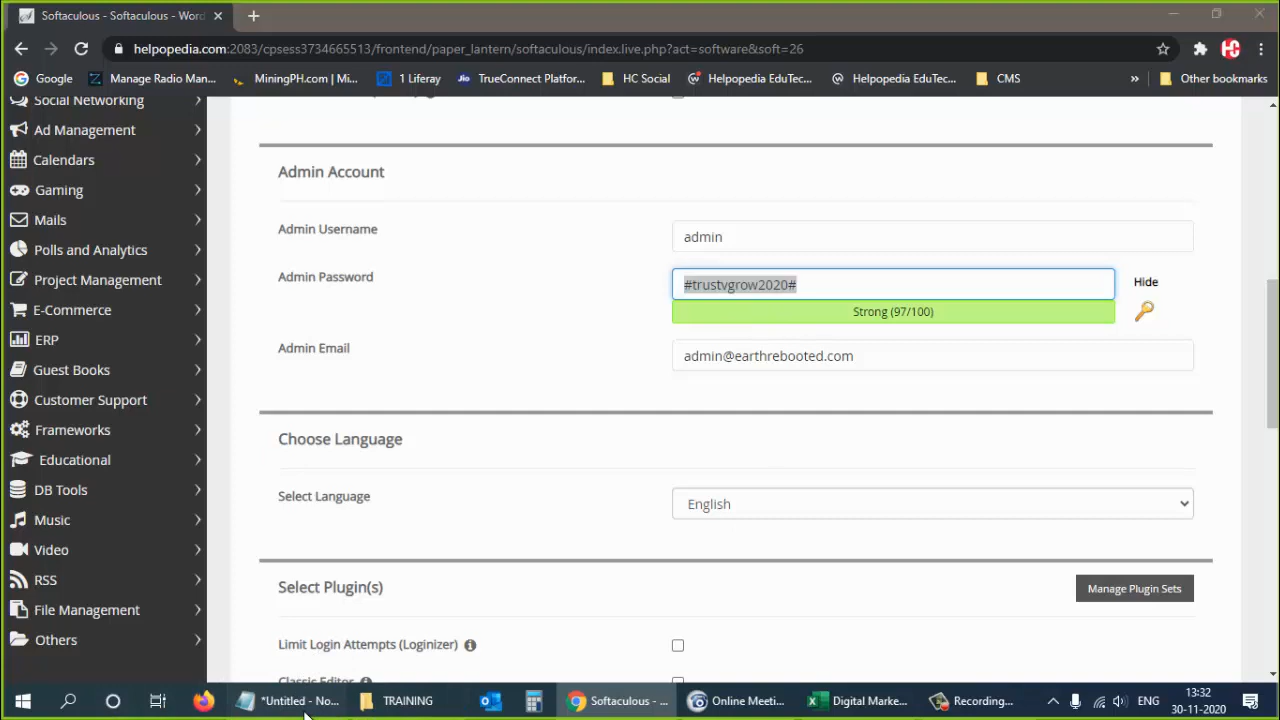 Softaculous - Softaculous - Wor
helpopedia.com:2083/cpsess3734665513/frontend/paper_lantern/softaculous/index.live.php?act=software&soft=26
Google
Manage Radio Man...
MiningPH.com | Mi...
1 Liferay
TrueConnect Platfor...
HC Social
Helpopedia EduTec...
Helpopedia EduTec...
CMS
»
Other bookmarks
Social Networking
Ad Management
Calendars
Gaming
Mails
Polls and Analytics
Project Management
E-Commerce
ERP
Guest Books
Customer Support
Frameworks
Educational
DB Tools
Music
Video
RSS
File Management
Others
Admin Account
Admin Username
admin
Admin Password
#trustvgrow2020#
Hide
Strong (97/100)
Admin Email
admin@earthrebooted.com
Choose Language
Select Language
English
Select Plugin(s)
Manage Plugin Sets
Limit Login Attempts (Loginizer)
Classic Editor
*Untitled - No...
TRAINING
Softaculous - ...
Online Meeti...
Digital Marke...
Recording...
ENG
13:32
30-11-2020